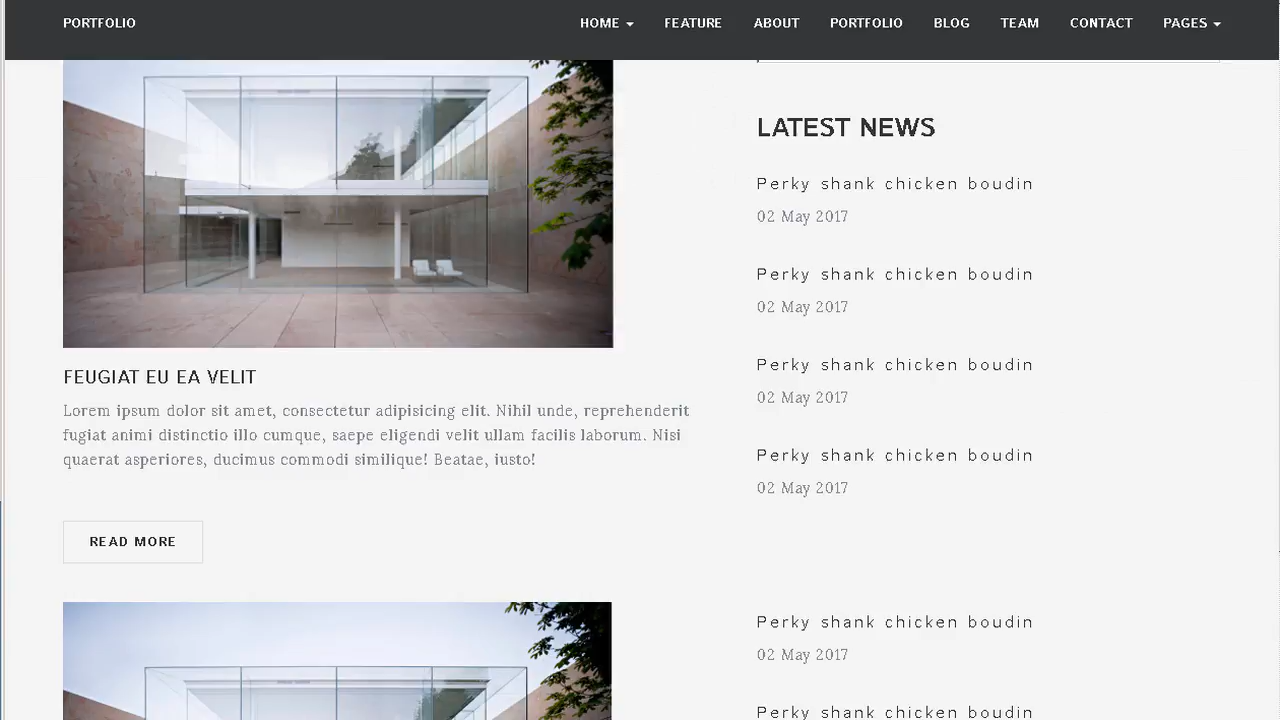 PORTFOLIO
HOME FEATURE ABOUT PORTFOLIO BLOG TEAM CONTACT PAGES
FEUGIAT EU EA VELIT
Lorem ipsum dolor sit amet, consectetur adipisicing elit. Nihil unde, reprehenderit
fugiat animi distinctio illo cumque, saepe eligendi velit ullam facilis laborum. Nisi
quaerat asperiores, ducimus commodi similique! Beatae, iusto!
READ MORE
LATEST NEWS
Perky shank chicken boudin
02 May 2017
Perky shank chicken boudin
02 May 2017
Perky shank chicken boudin
02 May 2017
Perky shank chicken boudin
02 May 2017
Perky shank chicken boudin
02 May 2017
Perky shank chicken boudin